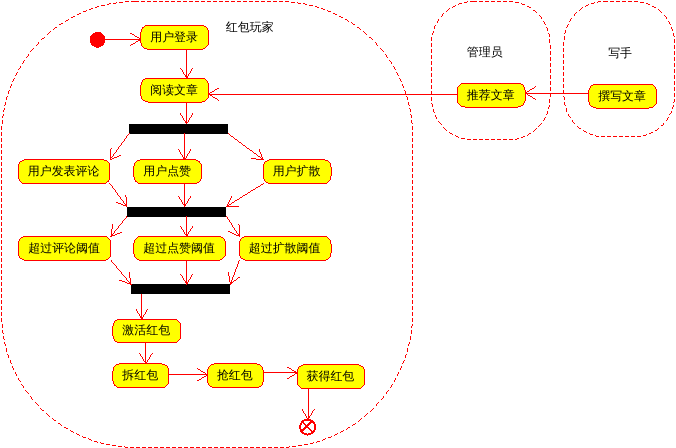 红包玩家
管理员
写手
用户登录
阅读文章
推荐文章
撰写文章
用户发表评论
用户点赞
用户扩散
超过评论阈值
超过点赞阈值
超过扩散阈值
激活红包
拆红包
抢红包
获得红包